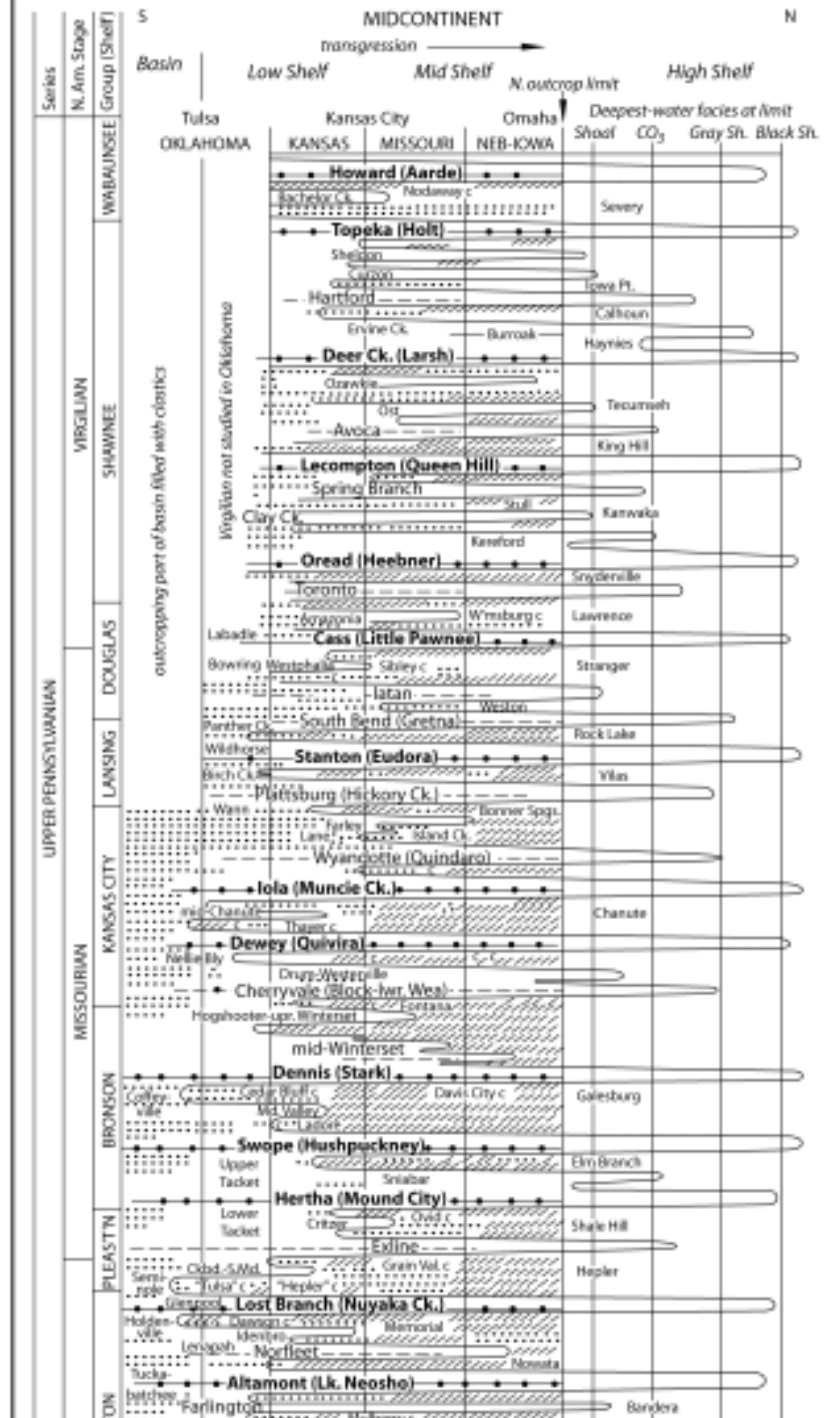 S MIDCONTINENT N
transgression
Basin Low Shelf Mid Shelf High Shelf
N. outcrop limit
Series
N. Am. Stage
Group (Shelf)
Deepest-water facies at limit
Tulsa Kansas City Omaha
Shoal CO3 Gray Sh. Black Sh.
OKLAHOMA KANSAS MISSOURI NEB-IOWA
UPPER PENNSYLVANIAN
VIRGILIAN
MISSOURIAN
WABAUNSEE
SHAWNEE
DOUGLAS
LANSING
KANSAS CITY
BRONSON
PLEAST'N
TON
outcropping part of basin filled with clastics
Virgilian not studied in Oklahoma
Howard (Aarde)
Nodaway c
Bachelor Ck.
Severy
Topeka (Holt)
Sheldon
Curzon
Iowa Pt.
Hartford
Calhoun
Ervine Ck. Burroak
Haynies
Deer Ck. (Larsh)
Ozawkie
Ost Tecumseh
Avoca
King Hill
Lecompton (Queen Hill)
Spring Branch
Stull
Clay Ck. Kanwaka
Kereford
Oread (Heebner)
Snyderville
Toronto
Amazonia W'msburg c Lawrence
Labadie
Cass (Little Pawnee)
Bowring Westphalia Sibley c Stranger
c
Iatan
Weston
South Bend (Gretna)
Panther Ck.
Rock Lake
Wildhorse
Stanton (Eudora)
Birch Ck. Vilas
Plattsburg (Hickory Ck.)
Wann Bonner Spgs.
Farley
Lane Island Ck.
Wyandotte (Quindaro)
c
Iola (Muncie Ck.)
mid-Chanute Chanute
c Thayer c
Dewey (Quivira)
Nellie Bly c c c
Drum-Westerville
Cherryvale (Block-lwr. Wea)
Fontana
Hogshooter-upr. Winterset
mid-Winterset
Dennis (Stark)
Coffey-
ville
Cedar Bluff c Davis City c Galesburg
Md. Valley
Ladore
Swope (Hushpuckney)
Upper
Tacket
Elm Branch
Sniabar
Hertha (Mound City)
Lower
Tacket
Critzer Ovid c Shale Hill
Exline
Ckbd.-S.Md. Grain Val. c Hepler
Semi-
nole
"Tulsa" c "Hepler" c
Glenpool
Lost Branch (Nuyaka Ck.)
Holden-
ville
Dawson c Memorial
Idenbro
Lenapah Norfleet
Nowata
Tucka-
batchee
Altamont (Lk. Neosho)
Farlington Bandera